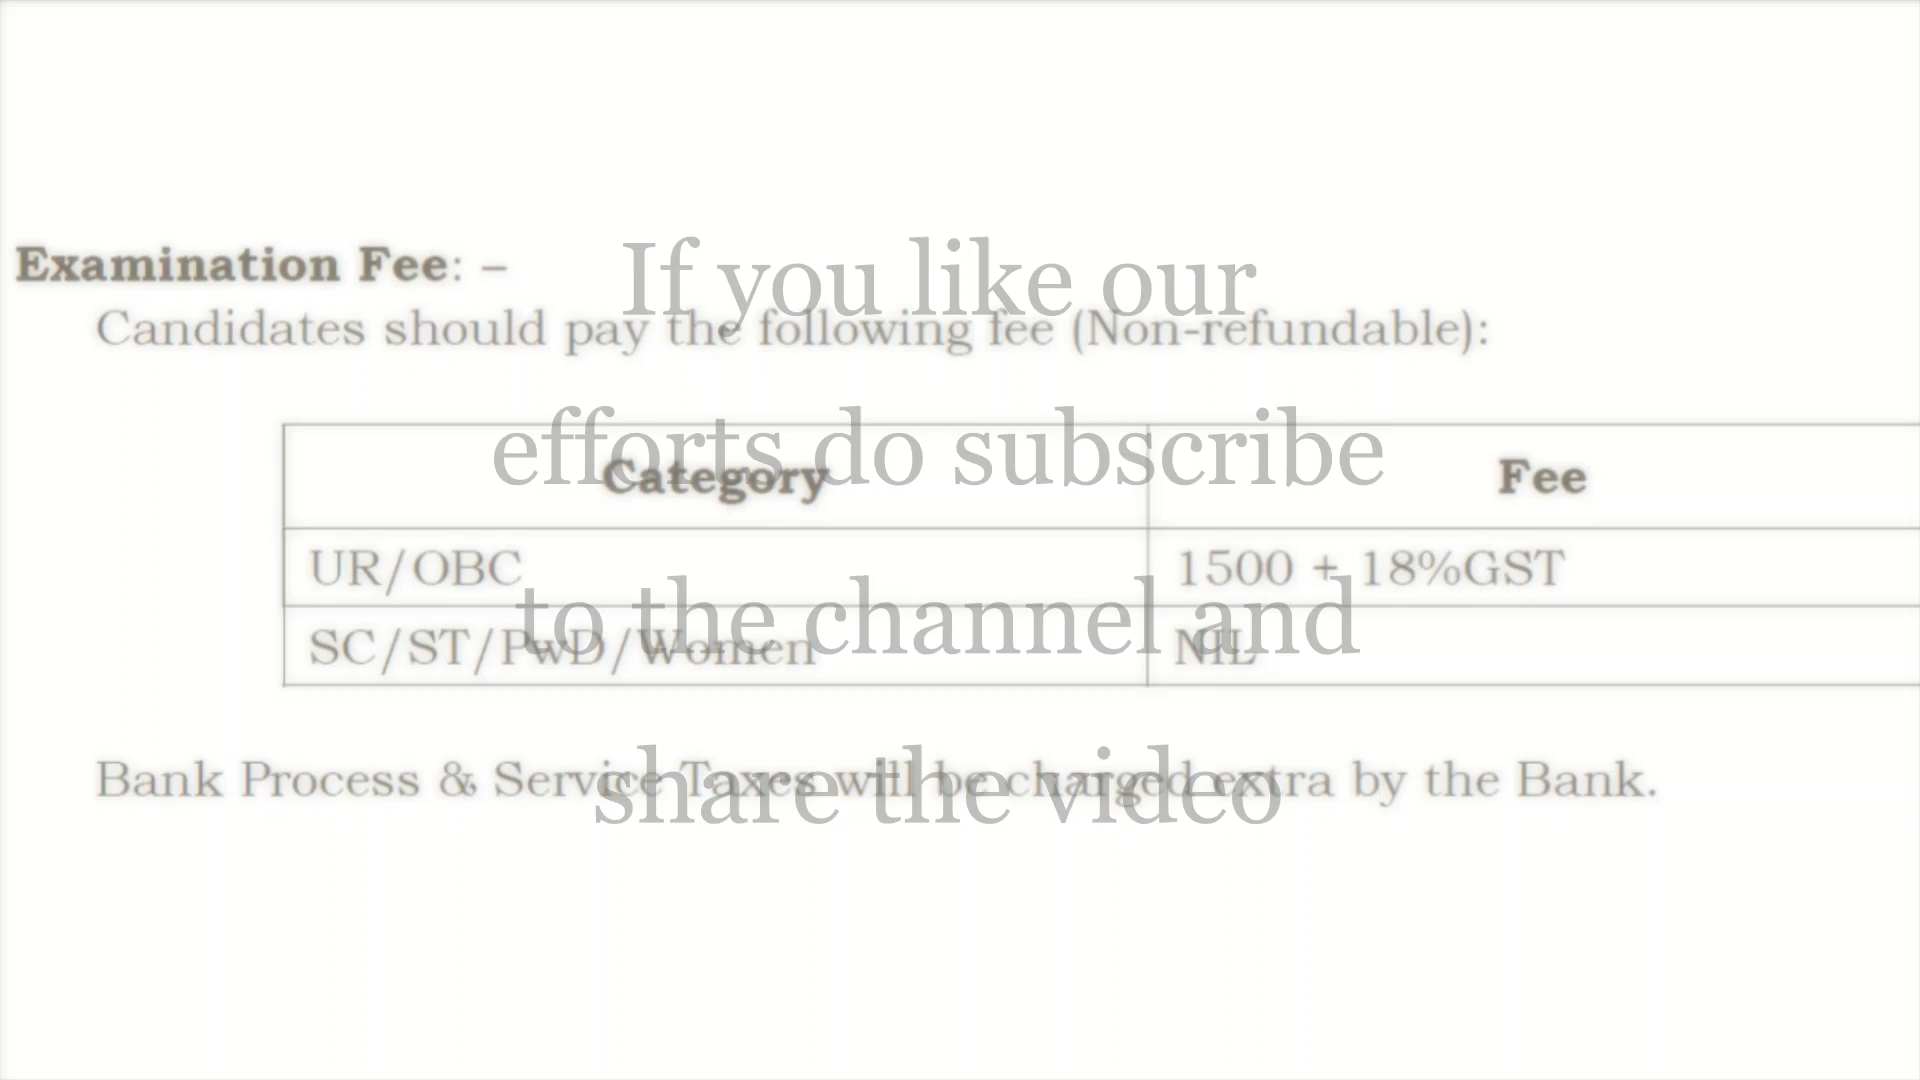 Examination Fee: –
Candidates should pay the following fee (Non-refundable):
Category Fee
UR/OBC 1500 + 18%GST
SC/ST/PwD/Women NIL
Bank Process & Service Taxes will be charged extra by the Bank.
If you like our
efforts do subscribe
to the channel and
share the video